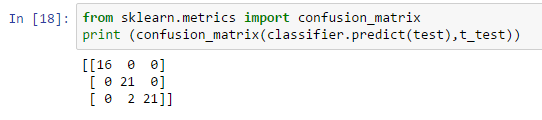 In [18]: from sklearn.metrics import confusion_matrix
print (confusion_matrix(classifier.predict(test),t_test))
[[16  0  0]
 [ 0 21  0]
 [ 0  2 21]]